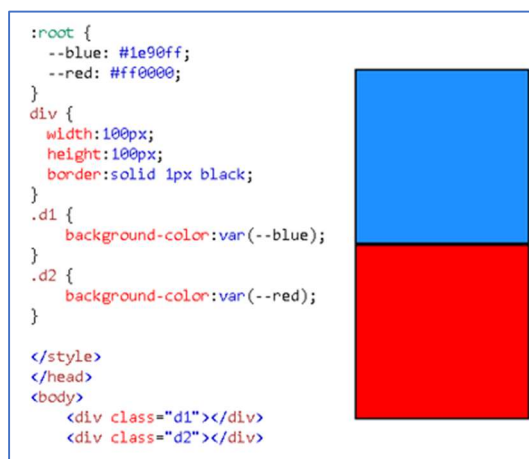 :root {
--blue: #1e90ff;
--red: #ff0000;
}
div {
width:100px;
height:100px;
border:solid 1px black;
}
.d1 {
background-color:var(--blue);
}
.d2 {
background-color:var(--red);
}
</style>
</head>
<body>
<div class="d1"></div>
<div class="d2"></div>